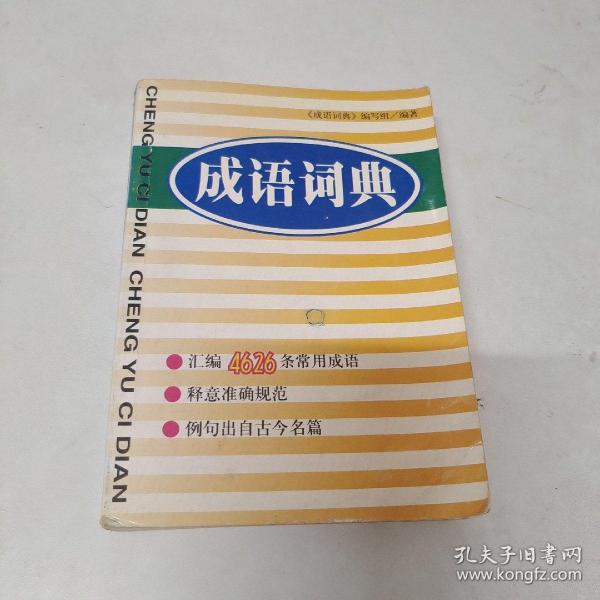 《成语词典》编写组／编著
成语词典
CHENG YU CI DIAN CHENG YU CI DIAN
●汇编4626条常用成语
●释意准确规范
●例句出自古今名篇
孔夫子旧书网
www.kongfz.com